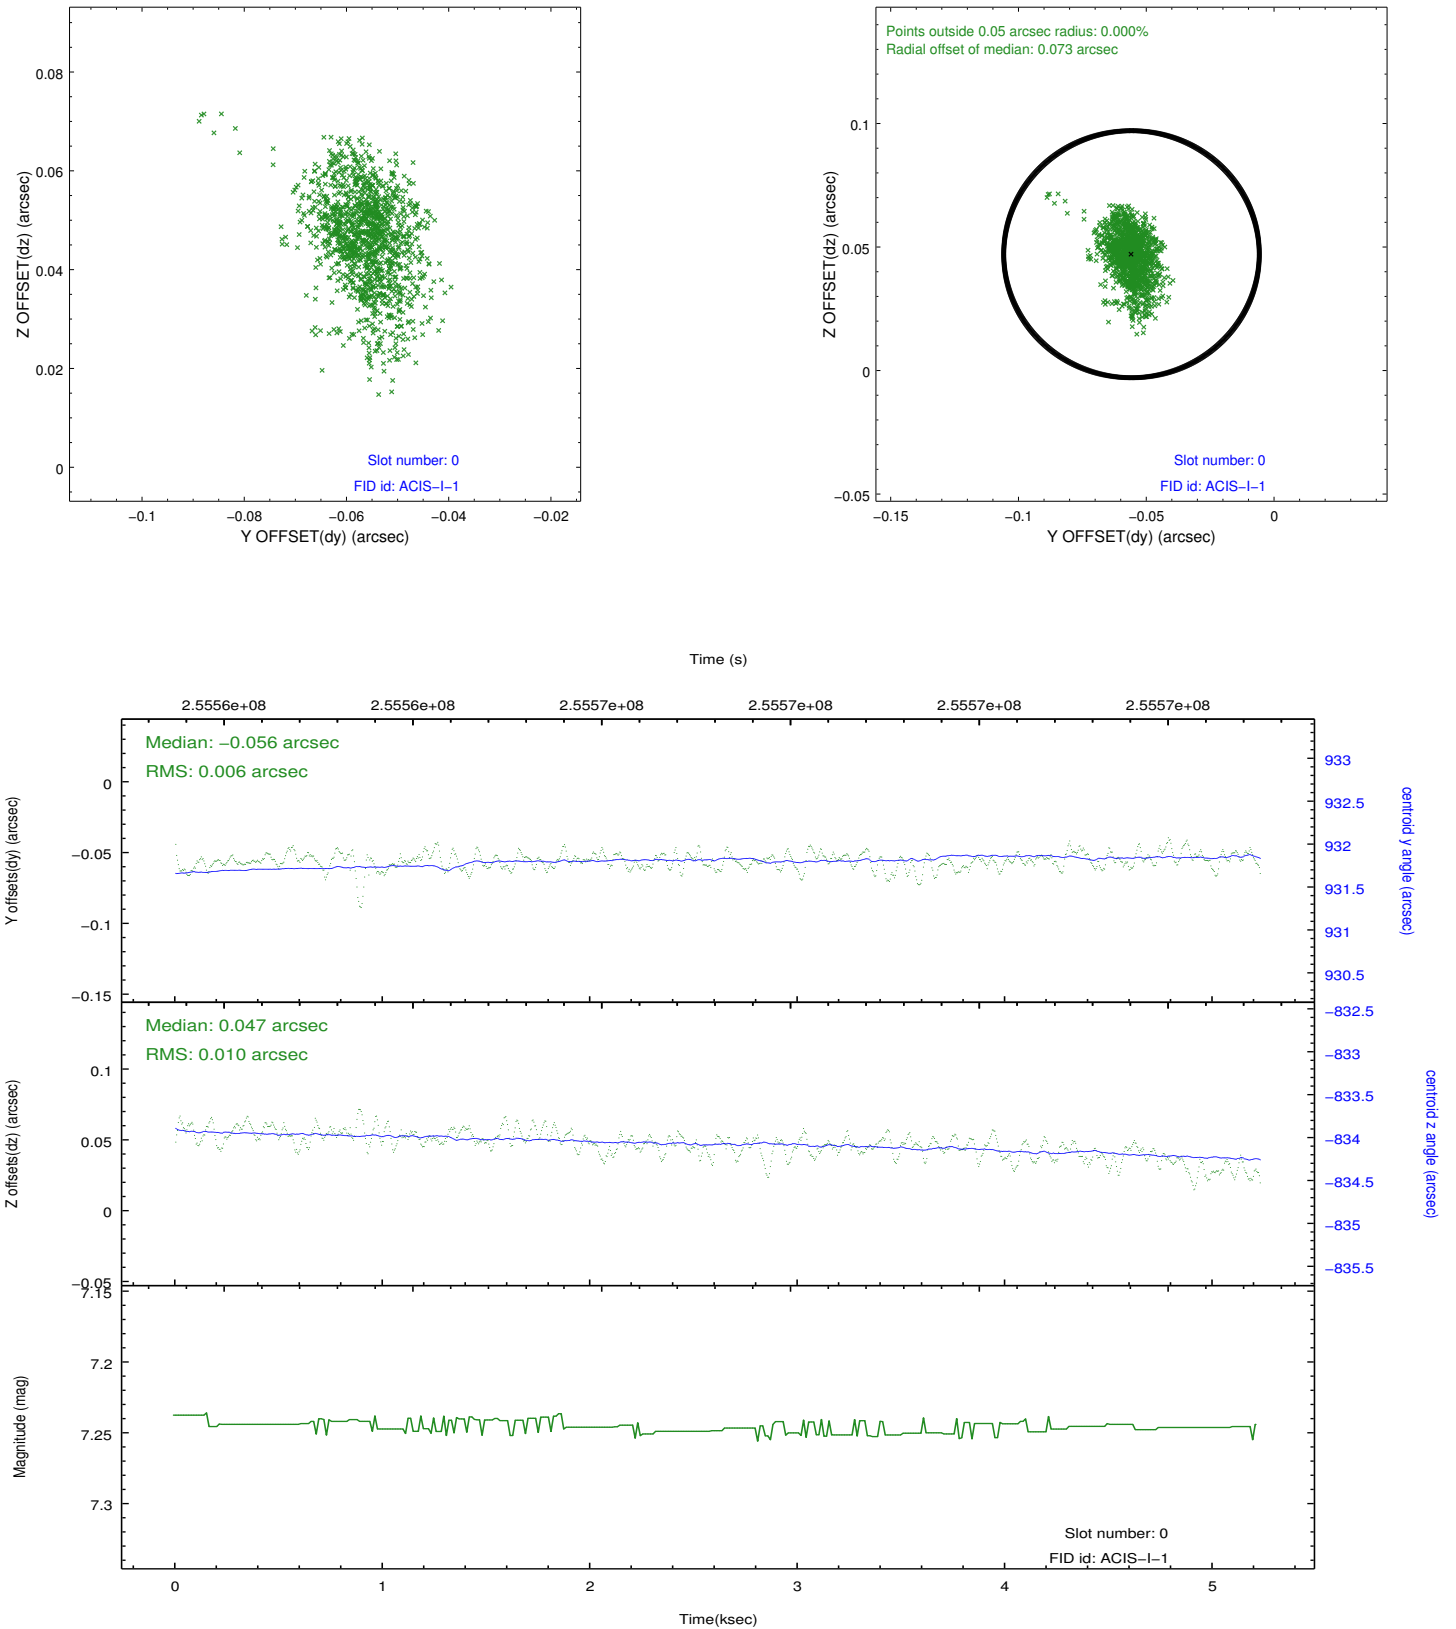 0.08
0.06
0.04
0.02
0
Z OFFSET(dz) (arcsec)
Slot number: 0
FID id: ACIS−I−1
−0.1
−0.08
−0.06
−0.04
−0.02
Y OFFSET(dy) (arcsec)
Points outside 0.05 arcsec radius: 0.000%
Radial offset of median: 0.073 arcsec
0.1
0.05
0
−0.05
Z OFFSET(dz) (arcsec)
Slot number: 0
FID id: ACIS−I−1
−0.15
−0.1
−0.05
0
Y OFFSET(dy) (arcsec)
Time (s)
2.5556e+08
2.5556e+08
2.5557e+08
2.5557e+08
2.5557e+08
2.5557e+08
Median: −0.056 arcsec
RMS: 0.006 arcsec
0
−0.05
−0.1
−0.15
Y offsets(dy) (arcsec)
933
932.5
932
931.5
931
930.5
centroid y angle (arcsec)
Median: 0.047 arcsec
RMS: 0.010 arcsec
0.1
0.05
0
−0.05
Z offsets(dz) (arcsec)
−832.5
−833
−833.5
−834
−834.5
−835
−835.5
centroid z angle (arcsec)
7.15
7.2
7.25
7.3
Magnitude (mag)
Slot number: 0
FID id: ACIS−I−1
0
1
2
3
4
5
Time(ksec)